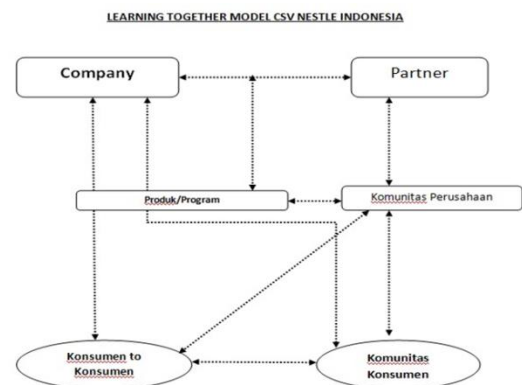 LEARNING TOGETHER MODEL CSV NESTLE INDONESIA
Company
Partner
Produk/Program
Komunitas Perusahaan
Konsumen to
Konsumen
Komunitas
Konsumen